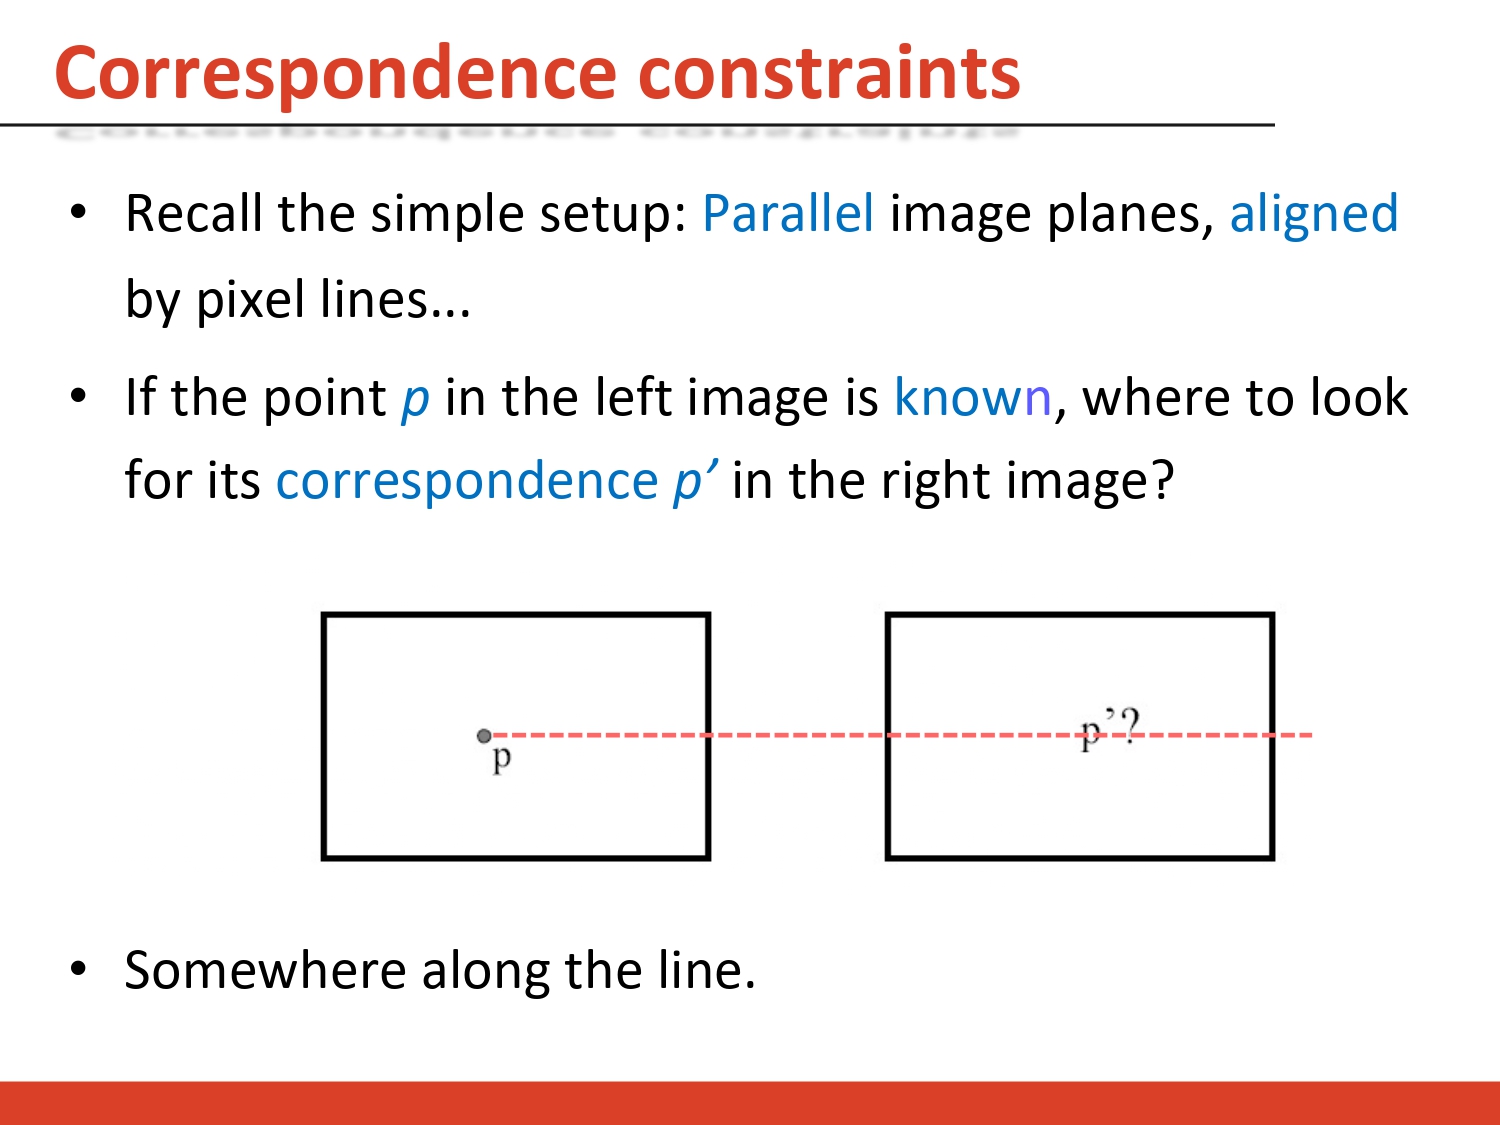 Correspondence constraints
• Recall the simple setup: Parallel image planes, aligned
by pixel lines...
• If the point p in the left image is known, where to look
for its correspondence p′ in the right image?
p'?
p
• Somewhere along the line.